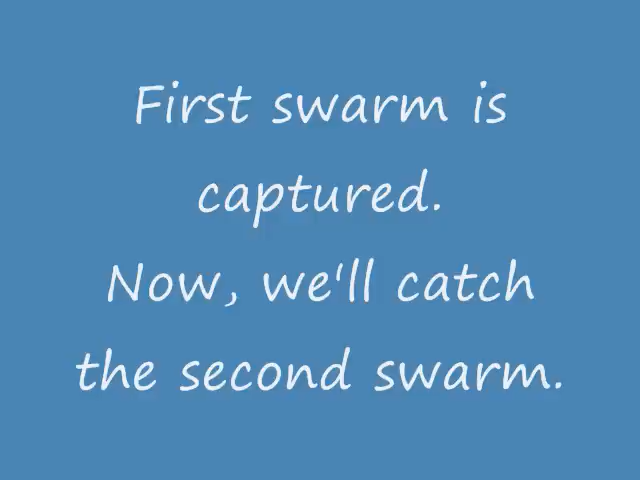 First swarm is
captured.
Now, we'll catch
the second swarm.